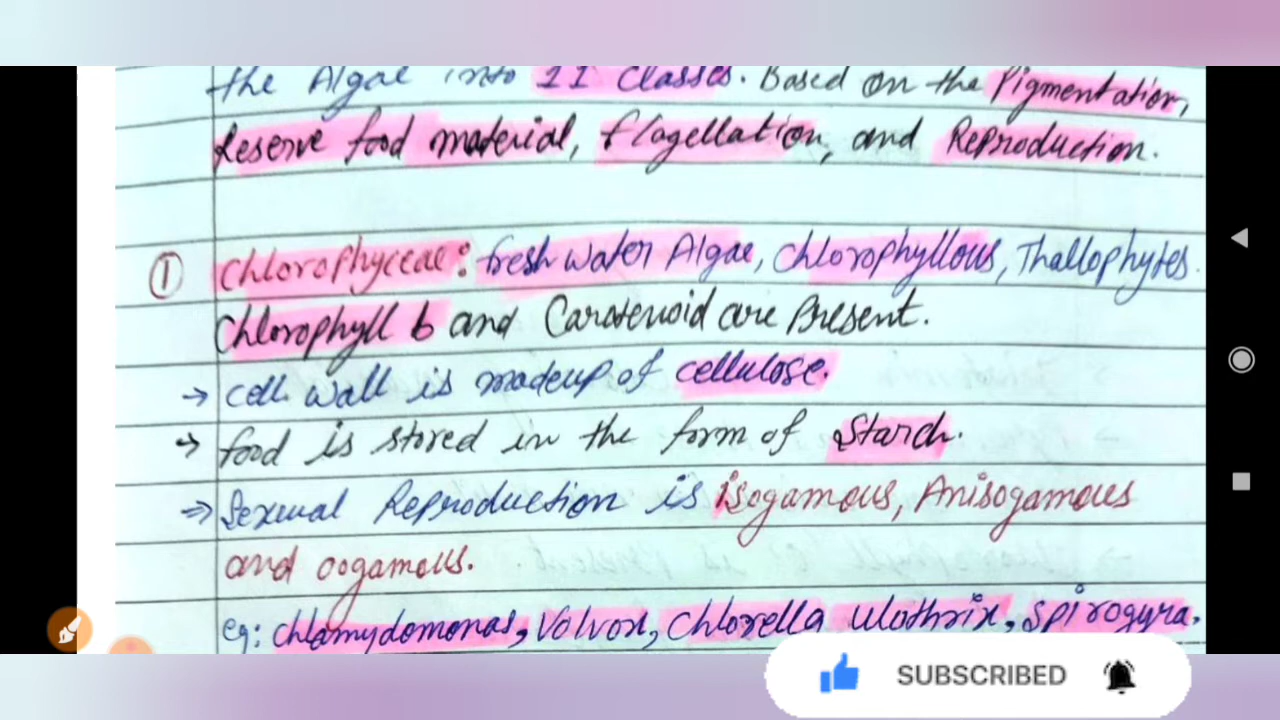 the Algae into 11 Classes. Based on the Pigmentation,
Reserve food material, flagellation, and Reproduction.
① Chlorophyceae: fresh water Algae, Chlorophyllous, Thallophytes.
Chlorophyll b and Carotenoid are Present.
→ cell wall is madeup of cellulose.
→ food is stored in the form of Starch.
⇒ Sexual Reproduction is isogamous, Anisogamous
and oogamous.
eg: Chlamydomonas, Volvox, Chlorella Ulothrix, Spirogyra.
SUBSCRIBED